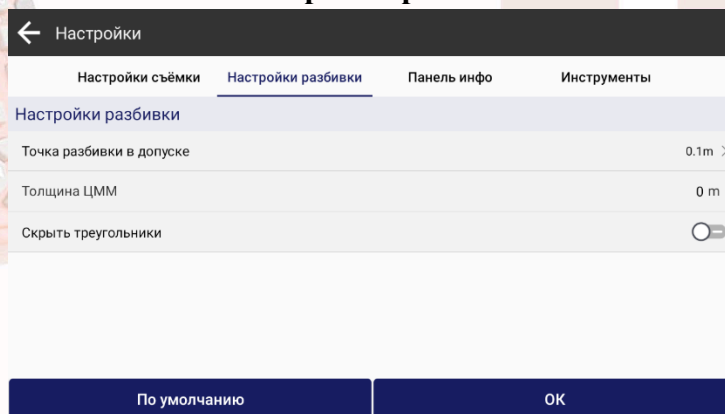 Настройки
Настройки съёмки Настройки разбивки Панель инфо Инструменты
Настройки разбивки
Точка разбивки в допуске 0.1m
Толщина ЦММ 0 m
Скрыть треугольники
По умолчанию ОК